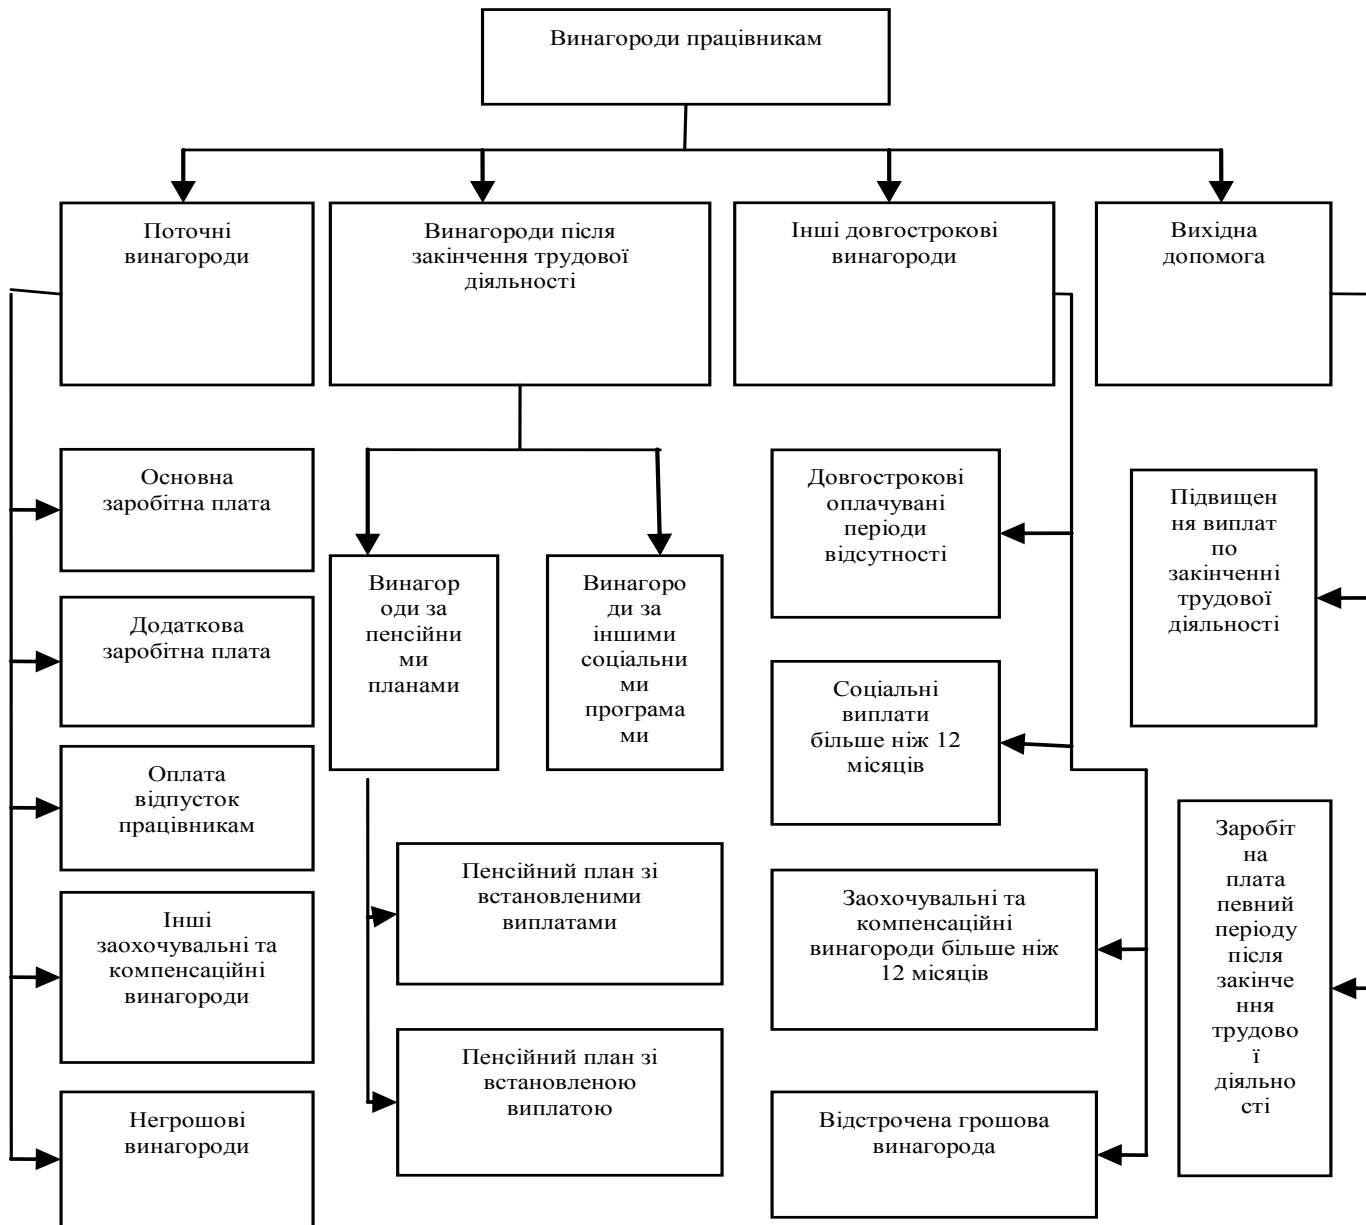 Винагороди працівникам
Поточні
винагороди
Винагороди після
закінчення трудової
діяльності
Інші довгострокові
винагороди
Вихідна
допомога
Основна
заробітна плата
Додаткова
заробітна плата
Оплата
відпусток
працівникам
Інші
заохочувальні та
компенсаційні
винагороди
Негрошові
винагороди
Винагор
оди за
пенсійни
ми
планами
Винагоро
ди за
іншими
соціальни
ми
програма
ми
Пенсійний план зі
встановленими
виплатами
Пенсійний план зі
встановленою
виплатою
Довгострокові
оплачувані
періоди
відсутності
Соціальні
виплати
більше ніж 12
місяців
Заохочувальні та
компенсаційні
винагороди більше ніж
12 місяців
Відстрочена грошова
винагорода
Підвищен
ня виплат
по
закінченні
трудової
діяльності
Заробіт
на
плата
певний
періоду
після
закінче
ння
трудово
ї
діяльно
сті